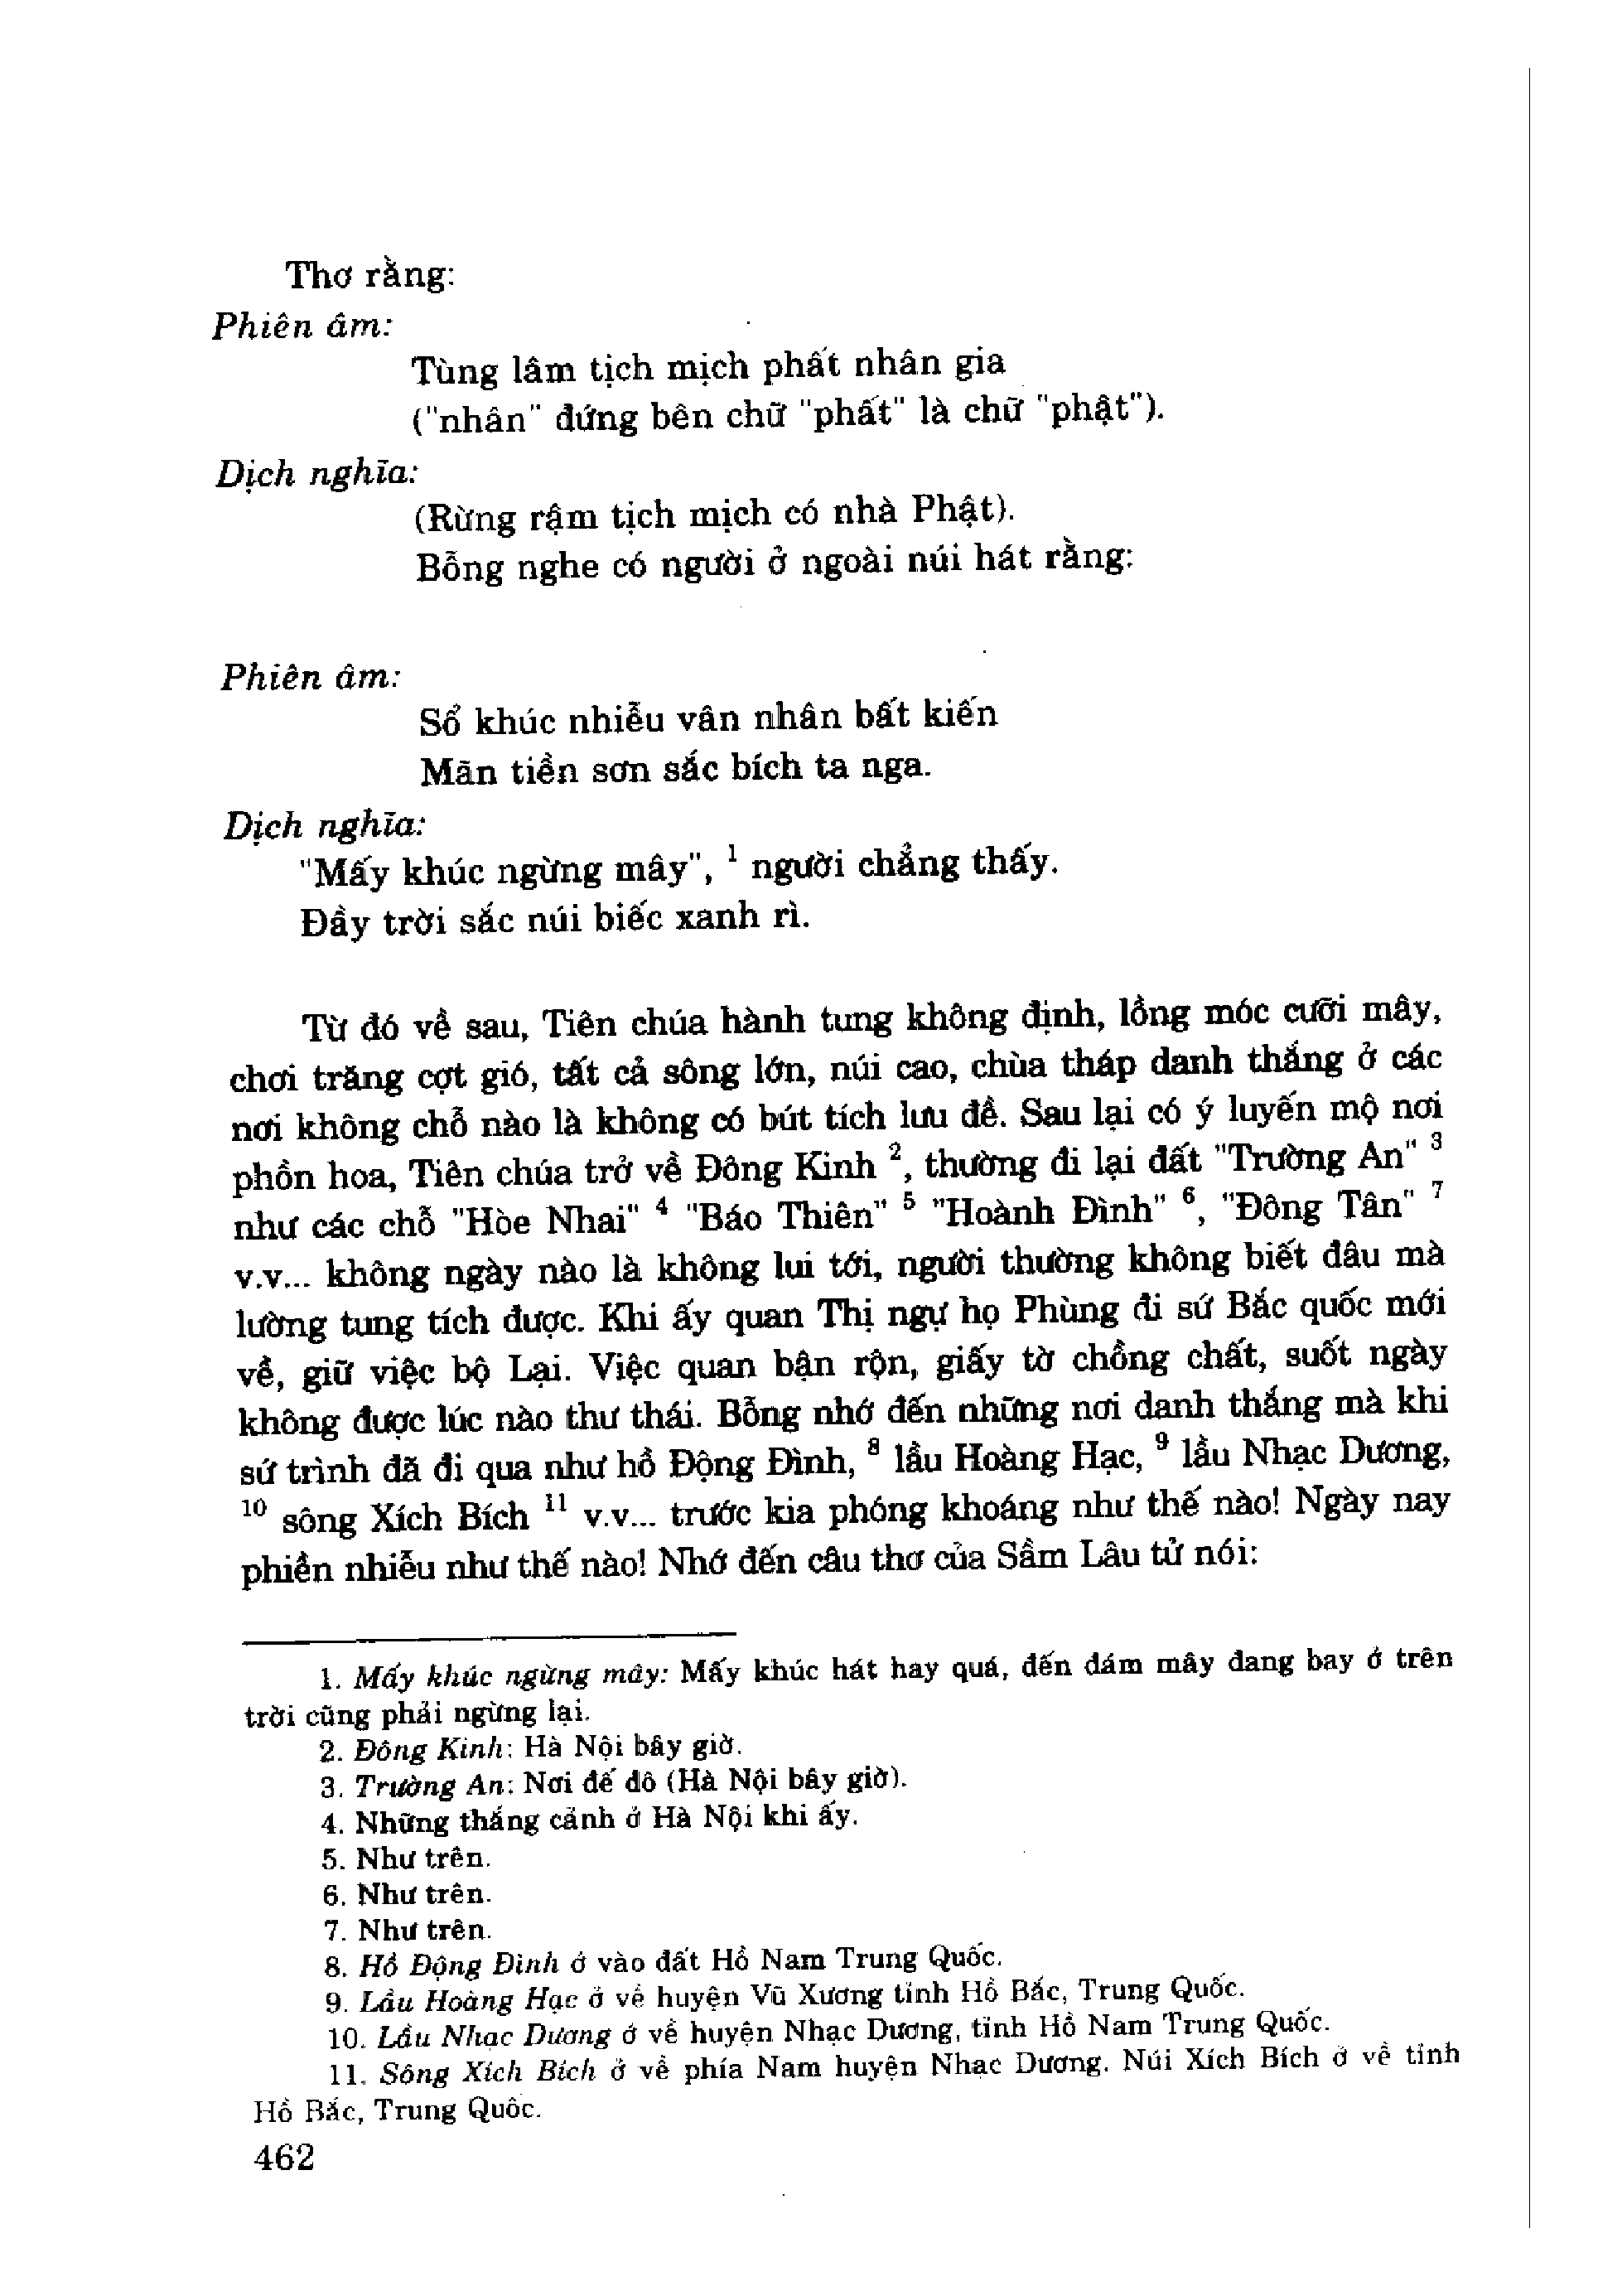 Thơ rằng:
Phiên âm:
Tùng lâm tịch mịch phất nhân gia
("nhân" đứng bên chữ "phất" là chữ "phật").
Dịch nghĩa:
(Rừng rậm tịch mịch có nhà Phật).
Bỗng nghe có người ở ngoài núi hát rằng:
Phiên âm:
Sổ khúc nhiễu vân nhân bất kiến
Mãn tiền sơn sắc bích ta nga.
Dịch nghĩa:
"Mấy khúc ngừng mây", 1 người chẳng thấy.
Đầy trời sắc núi biếc xanh rì.
Từ đó về sau, Tiên chúa hành tung không định, lồng móc cưỡi mây,
chơi trăng cợt gió, tất cả sông lớn, núi cao, chùa tháp danh thắng ở các
nơi không chỗ nào là không có bút tích lưu đề. Sau lại có ý luyến mộ nơi
phồn hoa, Tiên chúa trở về Đông Kinh 2, thường đi lại đất "Trường An" 3
như các chỗ "Hòe Nhai" 4 "Báo Thiên" 5 "Hoành Đình" 6, "Đông Tân" 7
v.v... không ngày nào là không lui tới, người thường không biết đâu mà
lường tung tích được. Khi ấy quan Thị ngự họ Phùng đi sứ Bắc quốc mới
về, giữ việc bộ Lại. Việc quan bận rộn, giấy tờ chồng chất, suốt ngày
không được lúc nào thư thái. Bỗng nhớ đến những nơi danh thắng mà khi
sứ trình đã đi qua như hồ Động Đình, 8 lầu Hoàng Hạc, 9 lầu Nhạc Dương,
10 sông Xích Bích 11 v.v... trước kia phóng khoáng như thế nào! Ngày nay
phiền nhiễu như thế nào! Nhớ đến câu thơ của Sầm Lâu tử nói:
1. Mấy khúc ngừng mây: Mấy khúc hát hay quá, đến đám mây đang bay ở trên
trời cũng phải ngừng lại.
2. Đông Kinh: Hà Nội bây giờ.
3. Trường An: Nơi đế đô (Hà Nội bây giờ).
4. Những thắng cảnh ở Hà Nội khi ấy.
5. Như trên.
6. Như trên.
7. Như trên.
8. Hồ Động Đình ở vào đất Hồ Nam Trung Quốc.
9. Lầu Hoàng Hạc ở về huyện Vũ Xương tỉnh Hồ Bắc, Trung Quốc.
10. Lầu Nhạc Dương ở về huyện Nhạc Dương, tỉnh Hồ Nam Trung Quốc.
11. Sông Xích Bích ở về phía Nam huyện Nhạc Dương. Núi Xích Bích ở về tỉnh
Hồ Bắc, Trung Quốc.
462